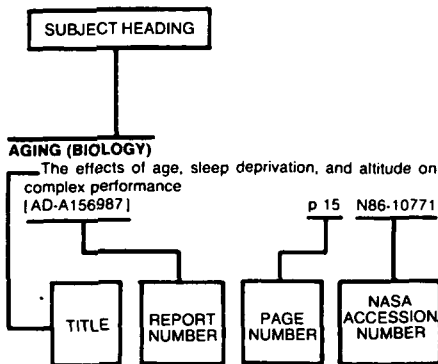 SUBJECT HEADING
AGING (BIOLOGY)
The effects of age, sleep deprivation, and altitude on
complex performance
[AD-A156987] p 15 N86-10771
TITLE
REPORT
NUMBER
PAGE
NUMBER
NASA
ACCESSION
NUMBER